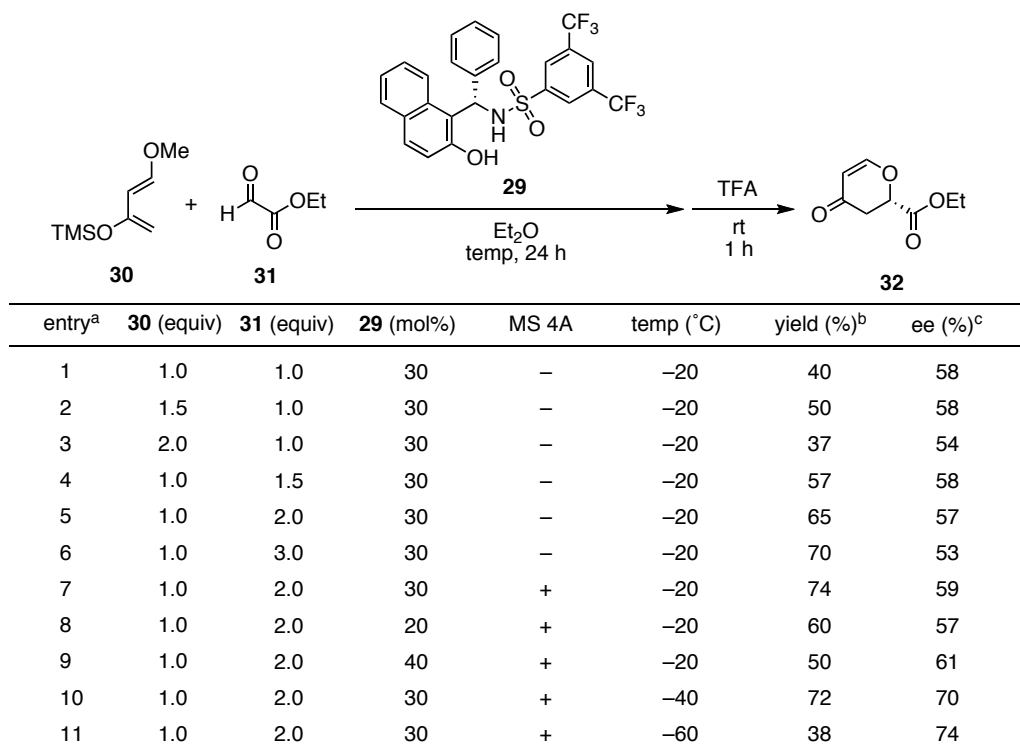 CF3
O
S
N
H
O
CF3
OH
29
OMe
TMSO
30
+
O
H
OEt
O
31
Et2O
temp, 24 h
TFA
rt
1 h
O
O
OEt
O
32
entrya 30 (equiv) 31 (equiv) 29 (mol%) MS 4A temp (˚C) yield (%)b ee (%)c
1 1.0 1.0 30 – –20 40 58
2 1.5 1.0 30 – –20 50 58
3 2.0 1.0 30 – –20 37 54
4 1.0 1.5 30 – –20 57 58
5 1.0 2.0 30 – –20 65 57
6 1.0 3.0 30 – –20 70 53
7 1.0 2.0 30 + –20 74 59
8 1.0 2.0 20 + –20 60 57
9 1.0 2.0 40 + –20 50 61
10 1.0 2.0 30 + –40 72 70
11 1.0 2.0 30 + –60 38 74